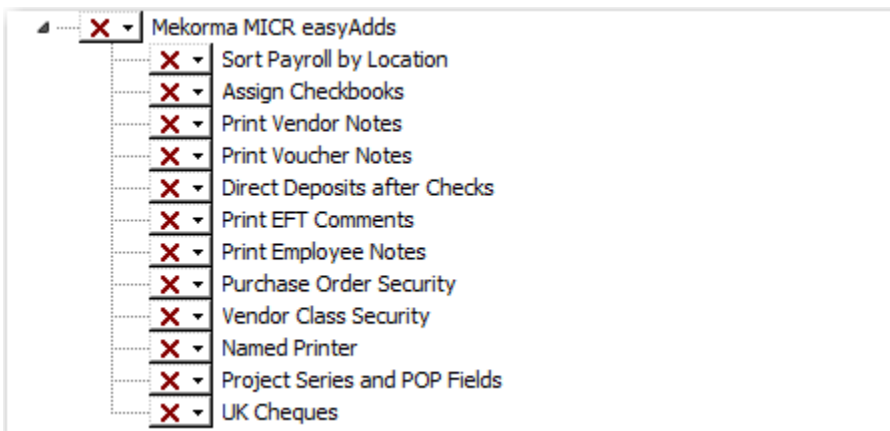 Mekorma MICR easyAdds
Sort Payroll by Location
Assign Checkbooks
Print Vendor Notes
Print Voucher Notes
Direct Deposits after Checks
Print EFT Comments
Print Employee Notes
Purchase Order Security
Vendor Class Security
Named Printer
Project Series and POP Fields
UK Cheques